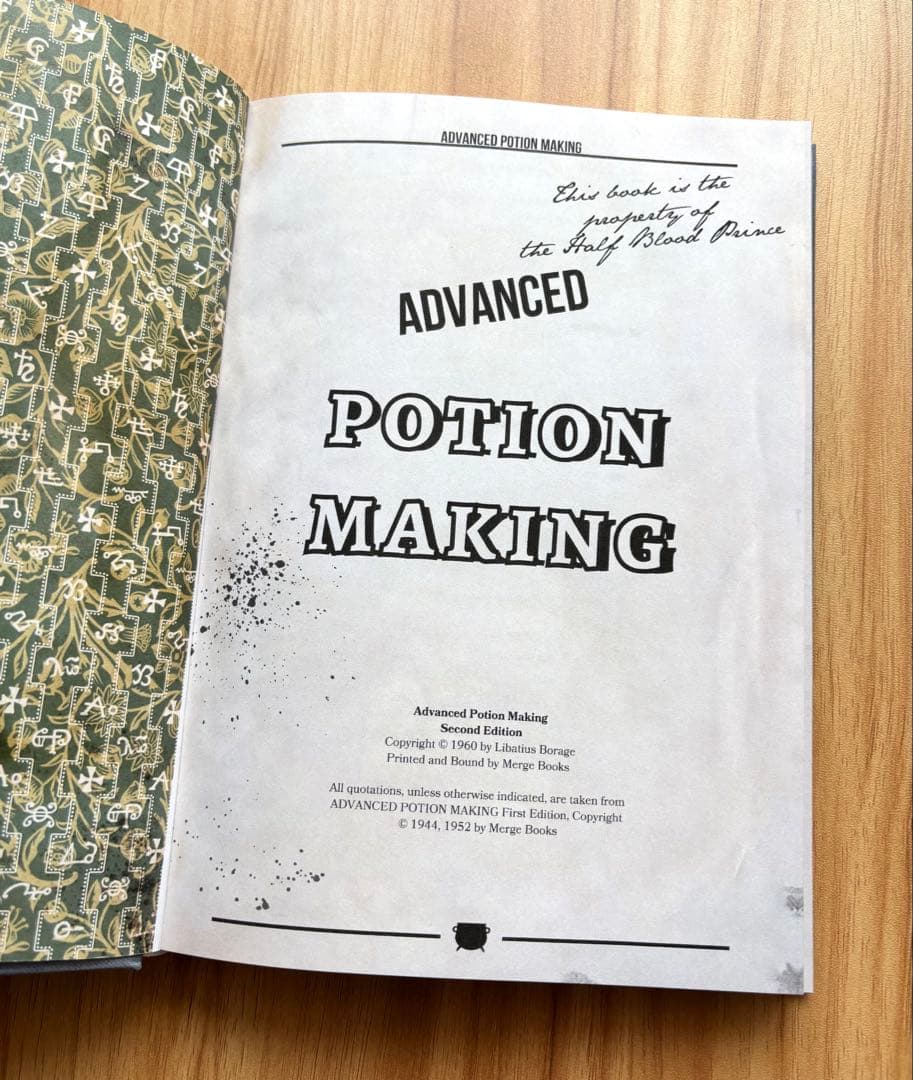 ADVANCED POTION MAKING
This book is the
property of
the Half Blood Prince
ADVANCED
POTION
MAKING
Advanced Potion Making
Second Edition
Copyright © 1960 by Libatius Borage
Printed and Bound by Merge Books
All quotations, unless otherwise indicated, are taken from
ADVANCED POTION MAKING First Edition, Copyright
© 1944, 1952 by Merge Books